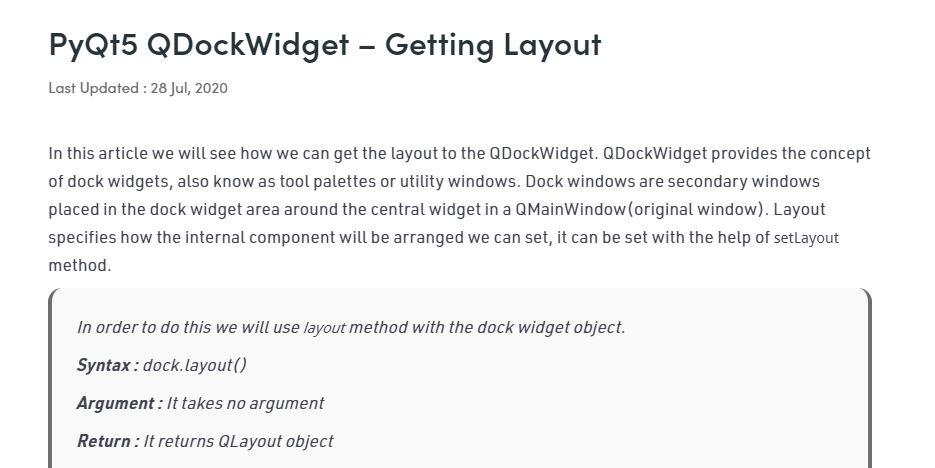 PyQt5 QDockWidget – Getting Layout
Last Updated : 28 Jul, 2020
In this article we will see how we can get the layout to the QDockWidget. QDockWidget provides the concept
of dock widgets, also know as tool palettes or utility windows. Dock windows are secondary windows
placed in the dock widget area around the central widget in a QMainWindow(original window). Layout
specifies how the internal component will be arranged we can set, it can be set with the help of setLayout
method.
In order to do this we will use layout method with the dock widget object.
Syntax : dock.layout()
Argument : It takes no argument
Return : It returns QLayout object